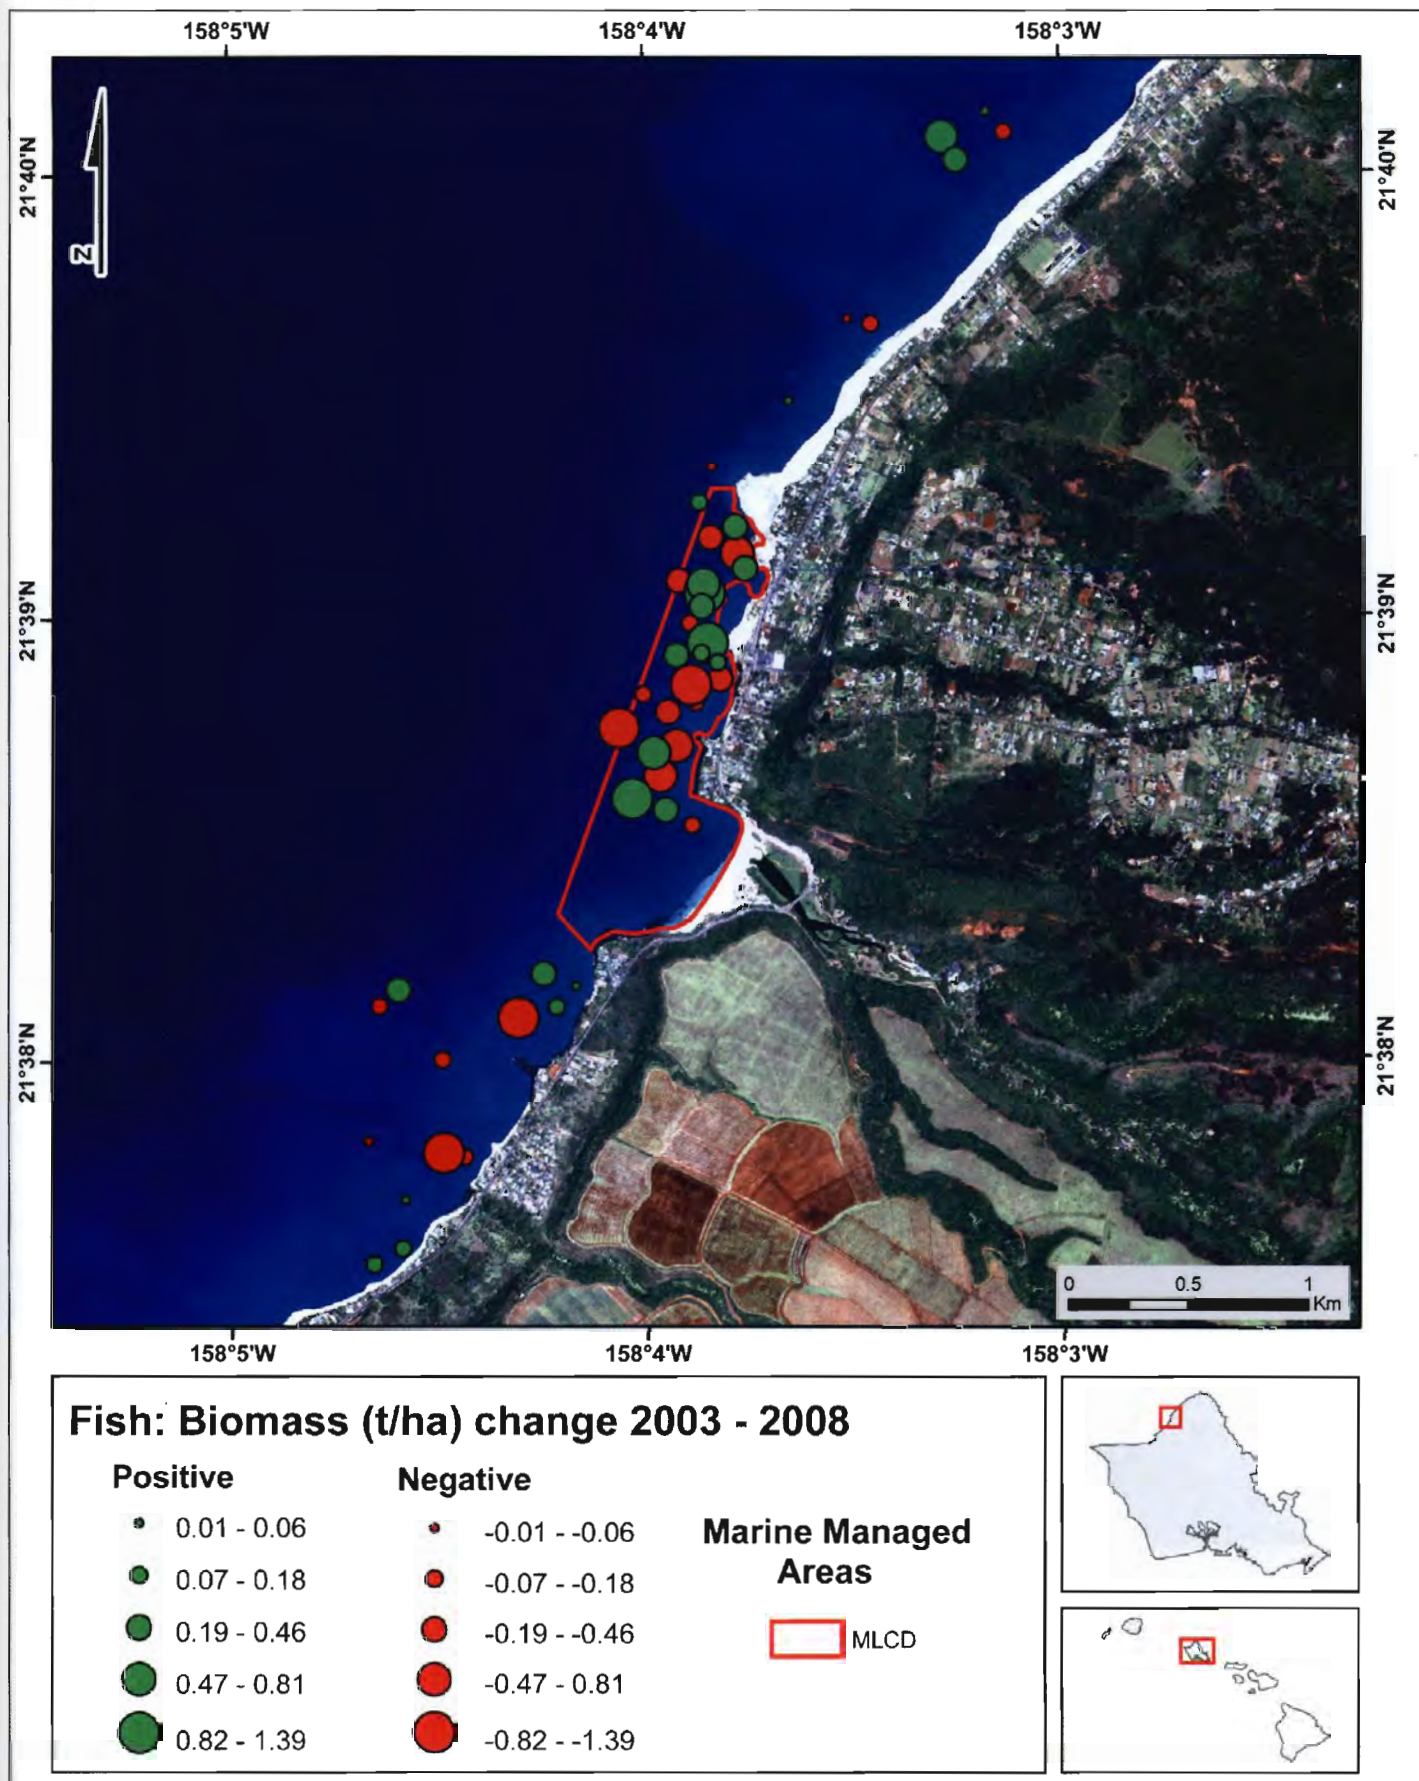 158°5'W 158°4'W 158°3'W
21°40'N 21°40'N
N
21°39'N 21°39'N
21°38'N 21°38'N
0 0.5 1
Km
158°5'W 158°4'W 158°3'W
Fish: Biomass (t/ha) change 2003 - 2008
Positive Negative
0.01 - 0.06 -0.01 - -0.06
0.07 - 0.18 -0.07 - -0.18
0.19 - 0.46 -0.19 - -0.46
0.47 - 0.81 -0.47 - 0.81
0.82 - 1.39 -0.82 - -1.39
Marine Managed
Areas
MLCD